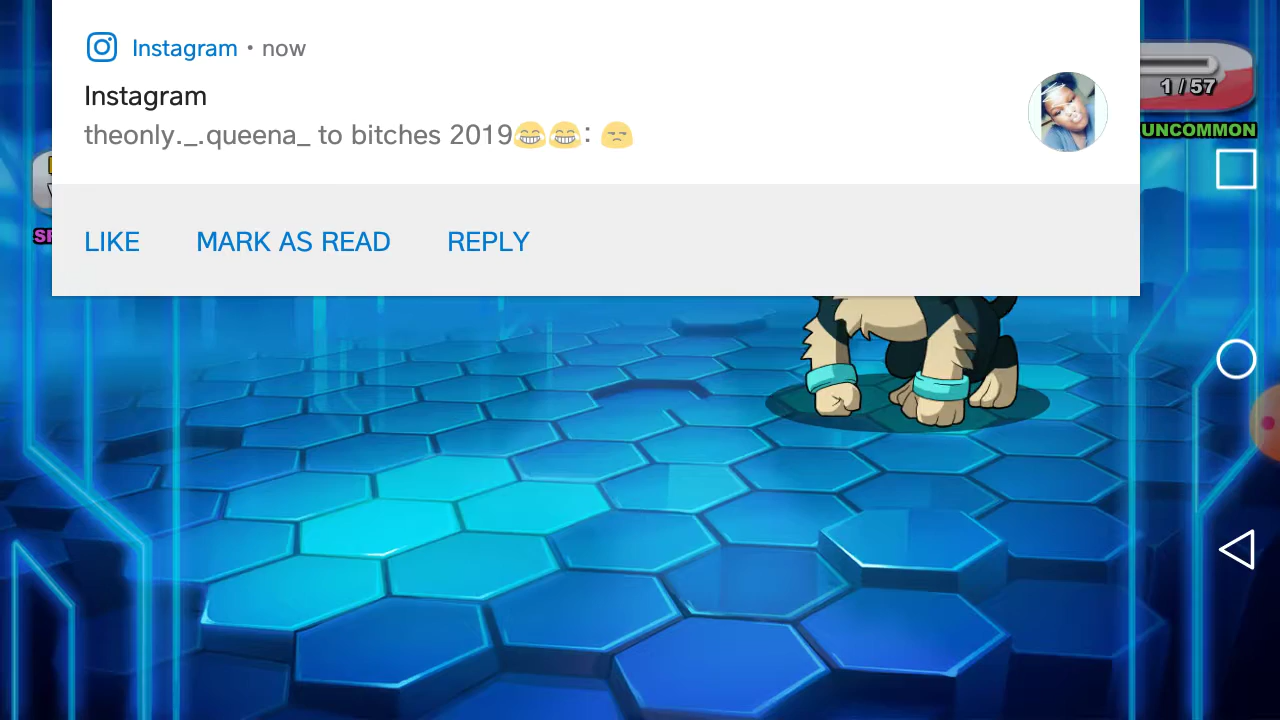 Instagram • now
Instagram
theonly._.queena_ to bitches 2019😂😂: 😒
LIKE MARK AS READ REPLY
1 / 57
UNCOMMON